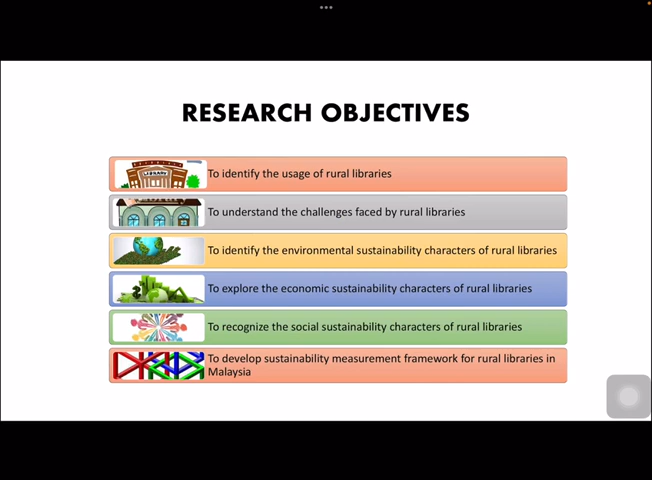 RESEARCH OBJECTIVES
LIBRARY
To identify the usage of rural libraries
To understand the challenges faced by rural libraries
To identify the environmental sustainability characters of rural libraries
To explore the economic sustainability characters of rural libraries
To recognize the social sustainability characters of rural libraries
To develop sustainability measurement framework for rural libraries in
Malaysia